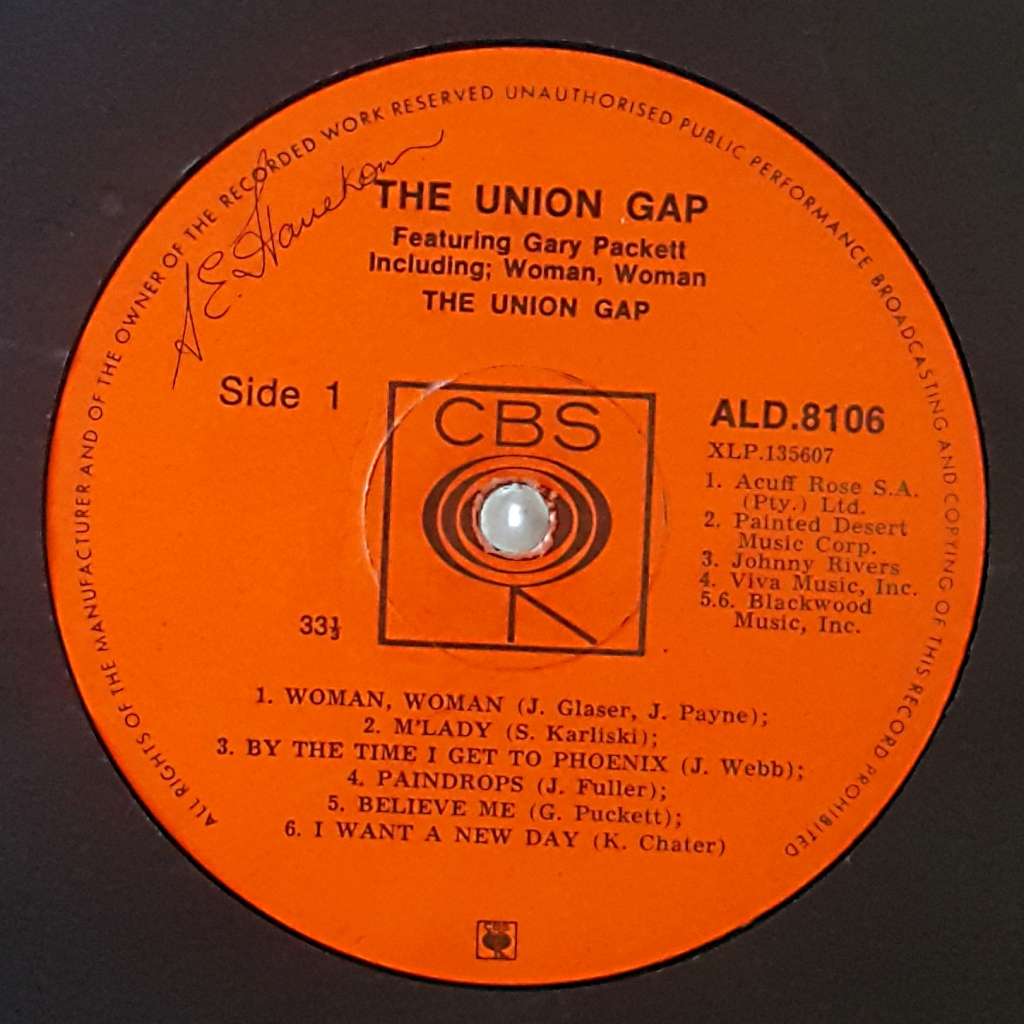 ALL RIGHTS OF THE MANUFACTURER AND OF THE OWNER OF THE RECORDED WORK RESERVED UNAUTHORISED PUBLIC PERFORMANCE BROADCASTING AND COPYING OF THIS RECORD PROHIBITED
THE UNION GAP
Featuring Gary Packett
Including; Woman, Woman
THE UNION GAP
Side 1
CBS
ALD.8106
XLP.135607
1. Acuff Rose S.A.
(Pty.) Ltd.
2. Painted Desert
Music Corp.
3. Johnny Rivers
4. Viva Music, Inc.
5.6. Blackwood
Music, Inc.
33⅓
1. WOMAN, WOMAN (J. Glaser, J. Payne);
2. M'LADY (S. Karliski);
3. BY THE TIME I GET TO PHOENIX (J. Webb);
4. PAINDROPS (J. Fuller);
5. BELIEVE ME (G. Puckett);
6. I WANT A NEW DAY (K. Chater)
CBS